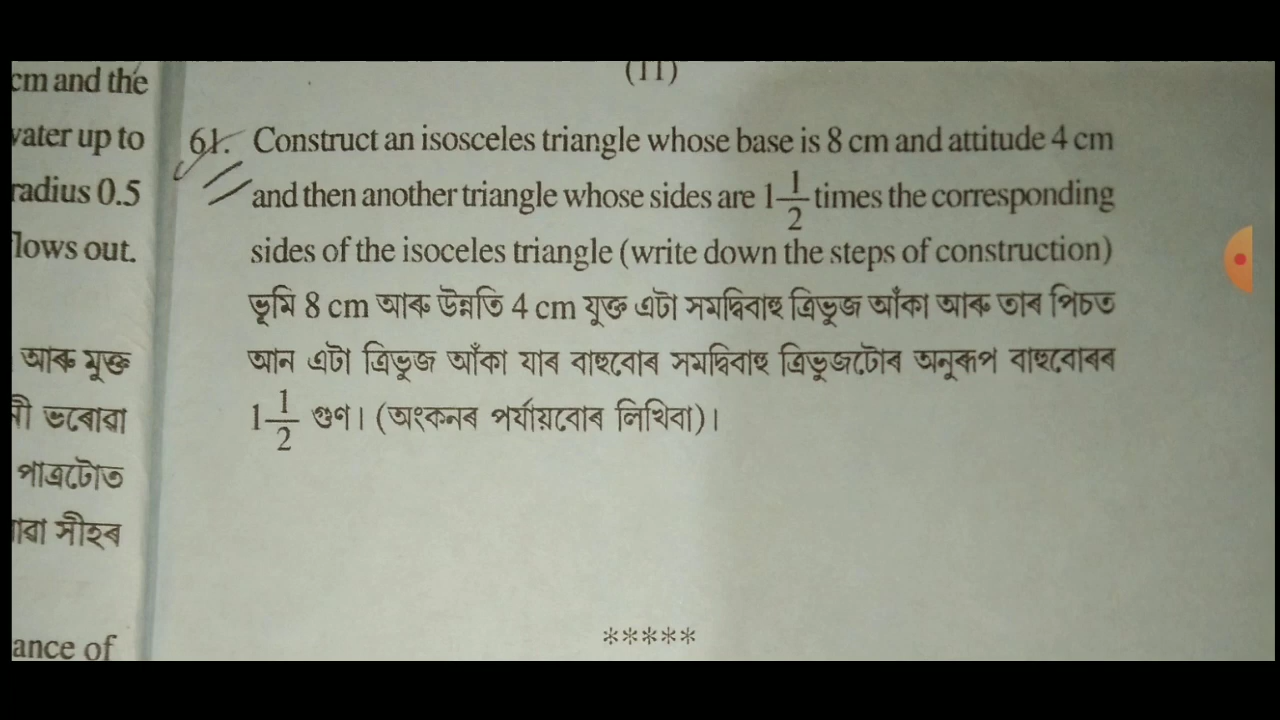 cm and the
vater up to
radius 0.5
lows out.
আৰু মুক্ত
নী ভৰোৱা
পাত্ৰটোত
াৱা সীহৰ
ance of
(11)
61. Construct an isosceles triangle whose base is 8 cm and attitude 4 cm
and then another triangle whose sides are 1 1/2 times the corresponding
sides of the isoceles triangle (write down the steps of construction)
ভূমি 8 cm আৰু উন্নতি 4 cm যুক্ত এটা সমদ্বিবাহু ত্ৰিভুজ আঁকা আৰু তাৰ পিচত
আন এটা ত্ৰিভুজ আঁকা যাৰ বাহুবোৰ সমদ্বিবাহু ত্ৰিভুজটোৰ অনুৰূপ বাহুবোৰৰ
1 1/2 গুণ। (অংকনৰ পৰ্যায়বোৰ লিখিবা)।
*****